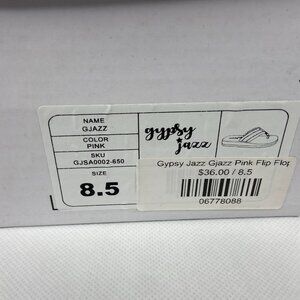 NAME
GJAZZ
COLOR
PINK
SKU
GJSA0002-650
SIZE
8.5
gypsy
jazz
Gypsy Jazz Gjazz Pink Flip Flop
$36.00 / 8.5
06778088